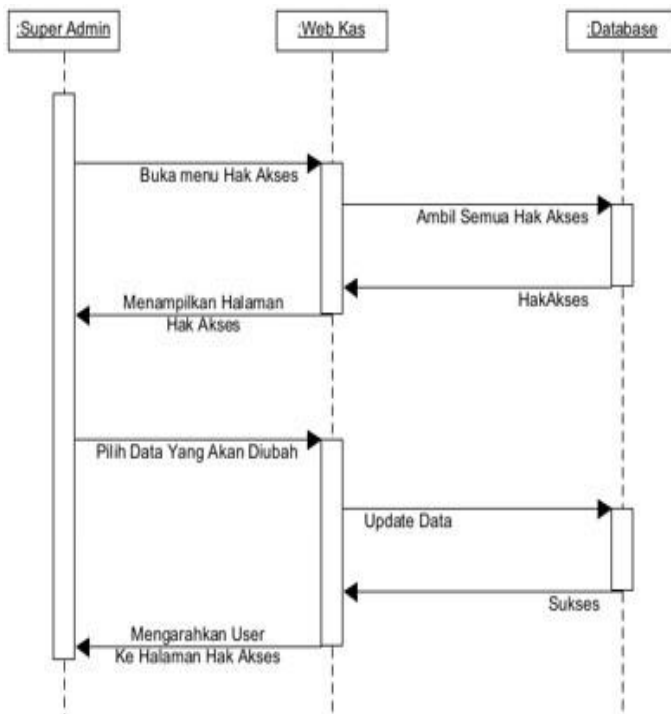 :Super Admin
:Web Kas
:Database
Buka menu Hak Akses
Ambil Semua Hak Akses
HakAkses
Menampilkan Halaman
Hak Akses
Pilih Data Yang Akan Diubah
Update Data
Sukses
Mengarahkan User
Ke Halaman Hak Akses